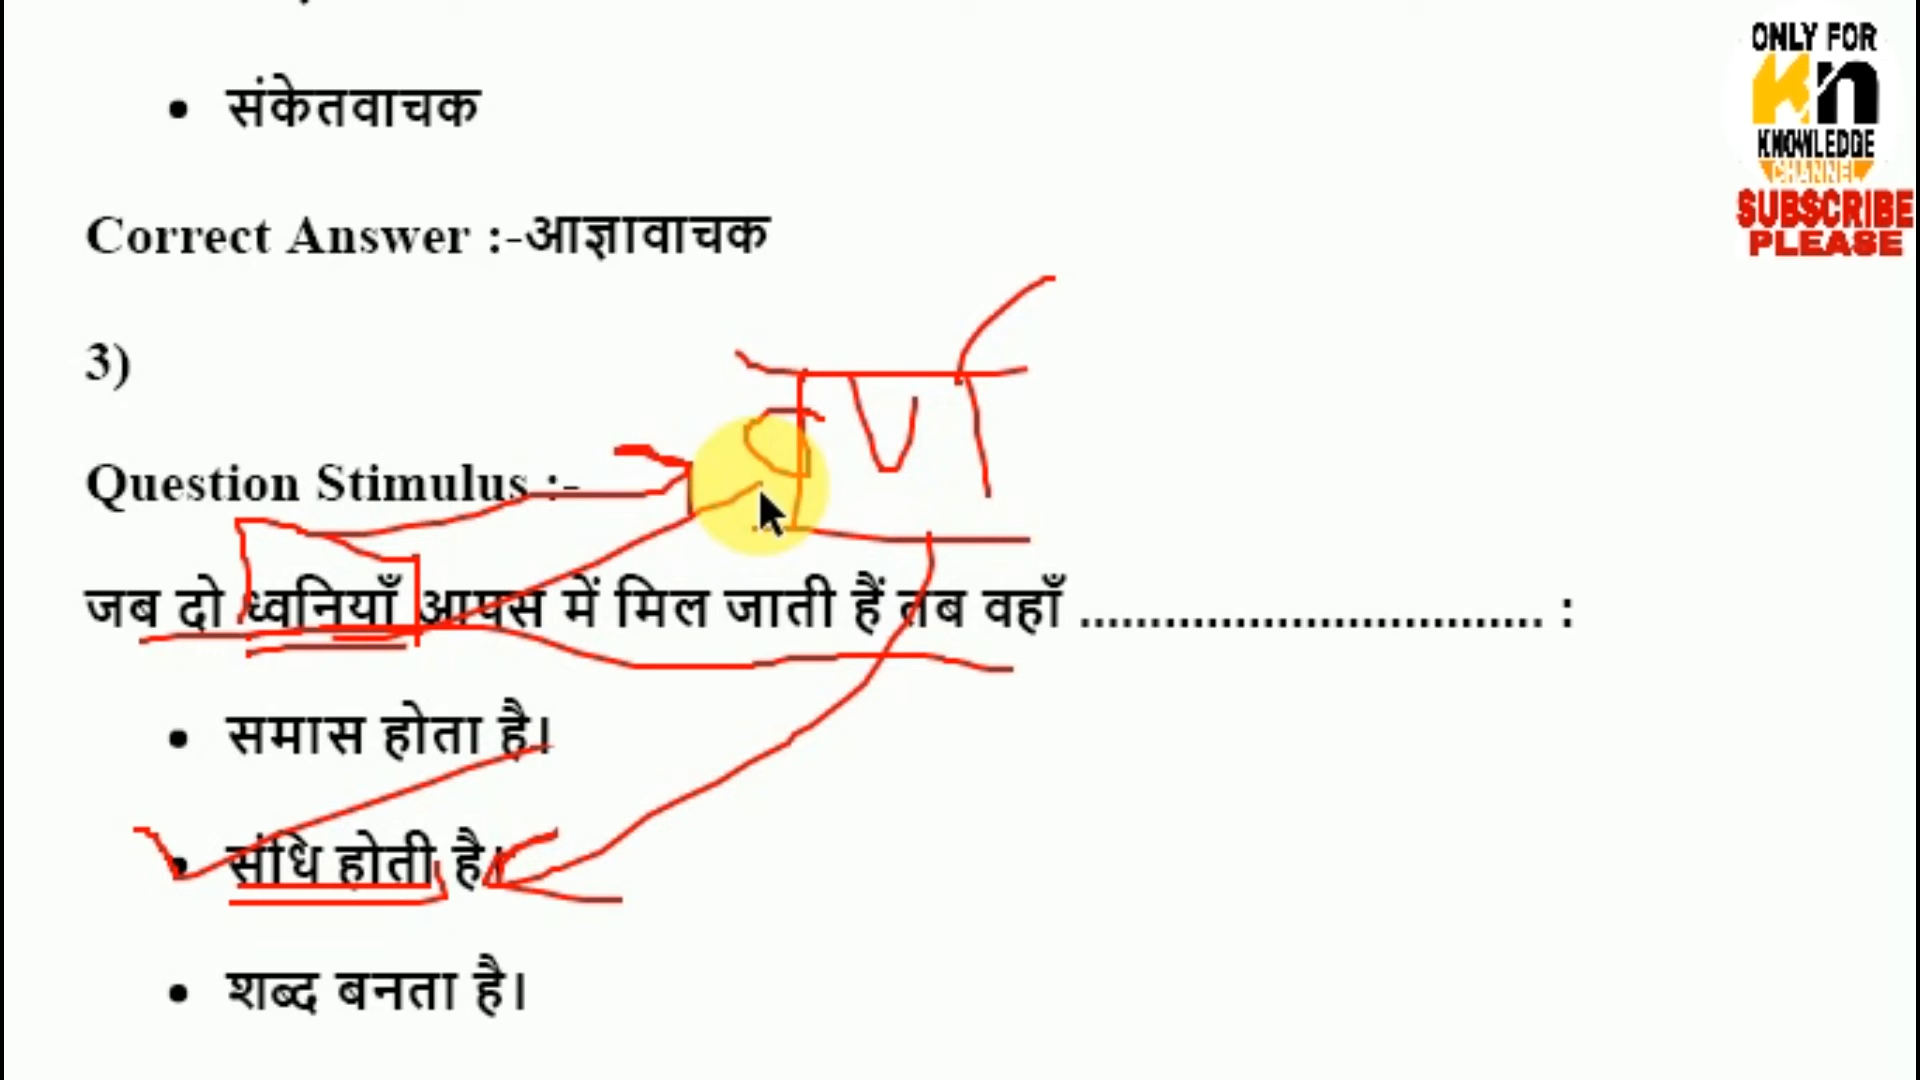 ONLY FOR
Kn
KNOWLEDGE
CHANNEL
SUBSCRIBE
PLEASE
• संकेतवाचक
Correct Answer :-आज्ञावाचक
3)
Question Stimulus :-
जब दो ध्वनियाँ आपस में मिल जाती हैं तब वहाँ ................................ :
• समास होता है।
• संधि होती है।
• शब्द बनता है।